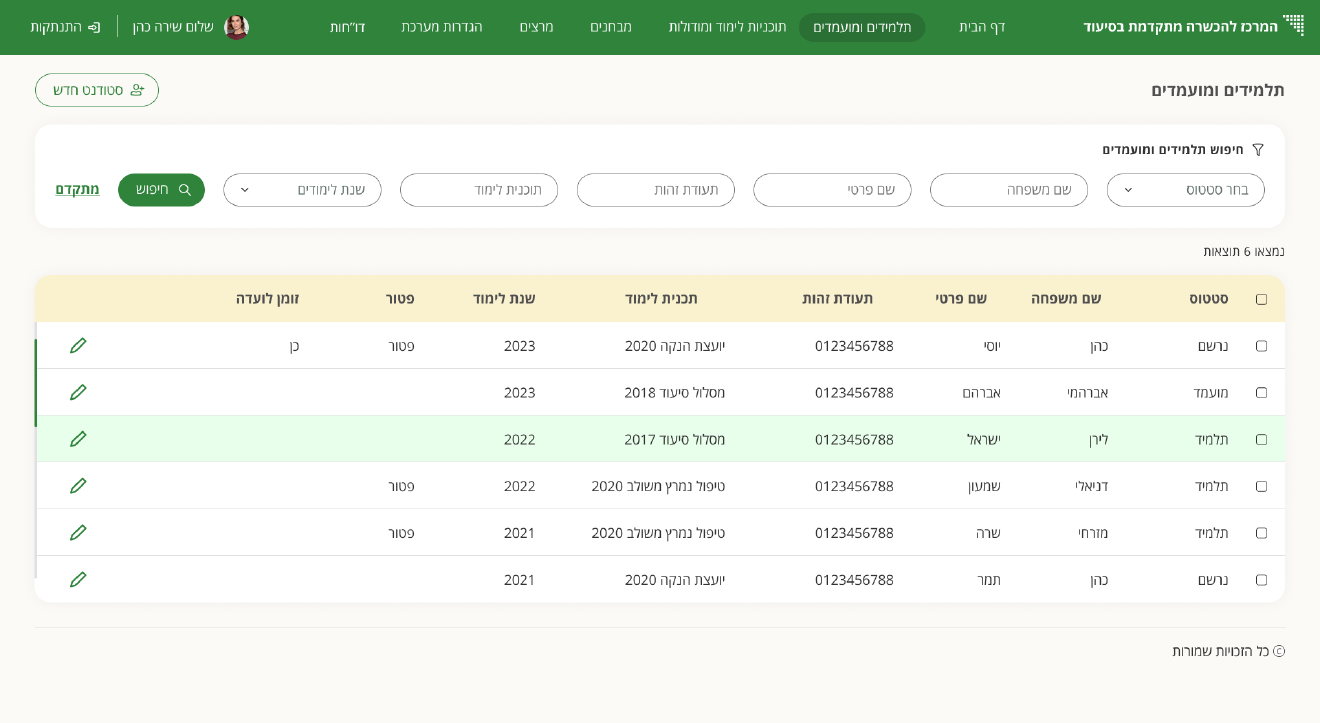 המרכז להכשרה מתקדמת בסיעוד
דף הבית
תלמידים ומועמדים
תוכניות לימוד ומודולות
מבחנים
מרצים
הגדרות מערכת
דו"חות
שלום שירה כהן
התנתקות
תלמידים ומועמדים
סטודנט חדש
חיפוש תלמידים ומועמדים
בחר סטטוס
שם משפחה
שם פרטי
תעודת זהות
תוכנית לימוד
שנת לימודים
חיפוש
מתקדם
נמצאו 6 תוצאות
סטטוס שם משפחה שם פרטי תעודת זהות תכנית לימוד שנת לימוד פטור זומן לועדה
נרשם כהן יוסי 0123456788 יועצת הנקה 2020 2023 פטור כן
מועמד אברהמי אברהם 0123456788 מסלול סיעוד 2018 2023
תלמיד לירן ישראל 0123456788 מסלול סיעוד 2017 2022
תלמיד דניאלי שמעון 0123456788 טיפול נמרץ משולב 2020 2022 פטור
תלמיד מזרחי שרה 0123456788 טיפול נמרץ משולב 2020 2021 פטור
נרשם כהן תמר 0123456788 יועצת הנקה 2020 2021
© כל הזכויות שמורות